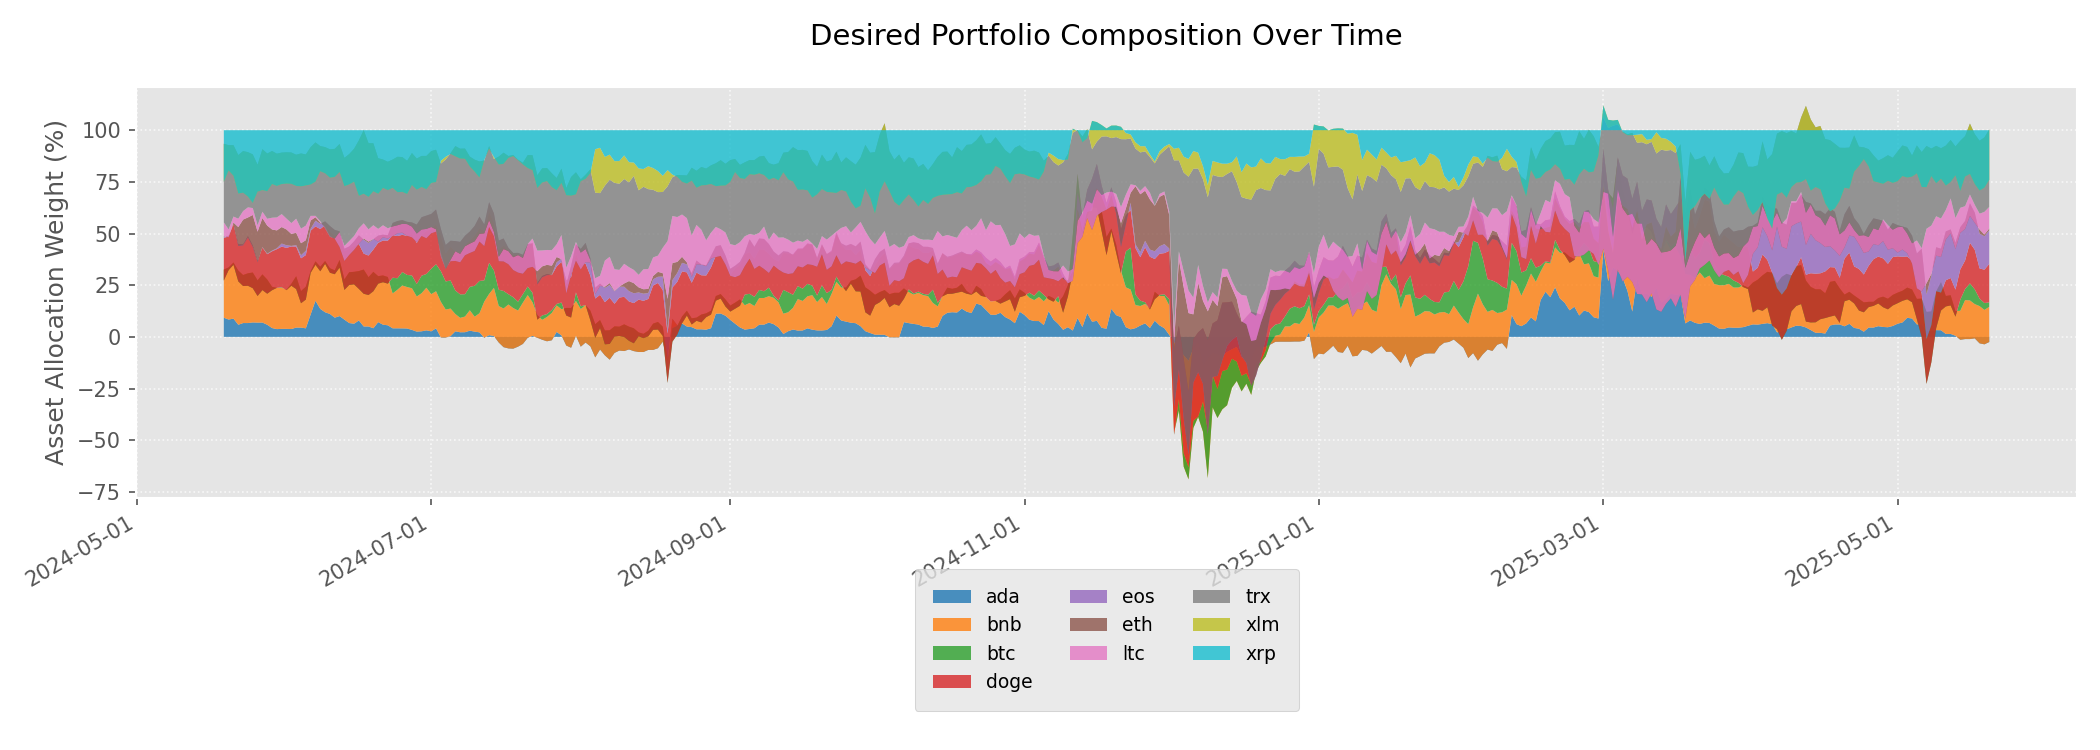 Desired Portfolio Composition Over Time
Asset Allocation Weight (%)
100
75
50
25
0
−25
−50
−75
2024-05-01
2024-07-01
2024-09-01
2024-11-01
2025-01-01
2025-03-01
2025-05-01
ada
bnb
btc
doge
eos
eth
ltc
trx
xlm
xrp